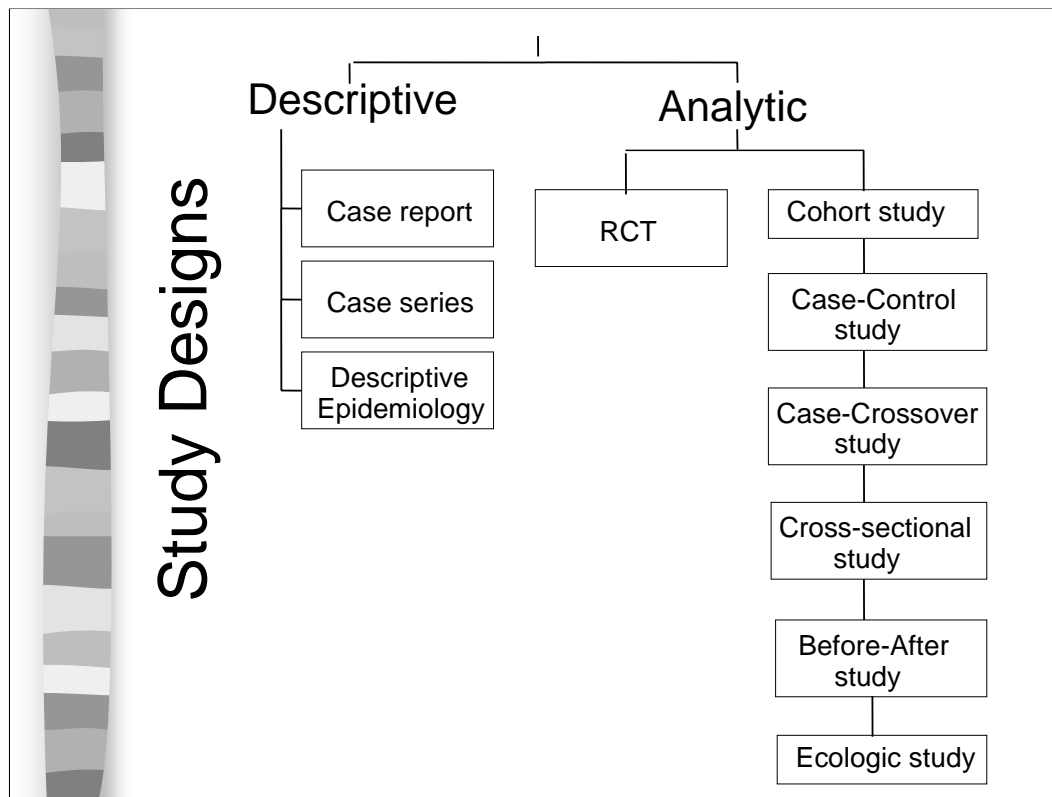 Study Designs
Descriptive
Case report
Case series
Descriptive
Epidemiology
Analytic
RCT
Cohort study
Case-Control
study
Case-Crossover
study
Cross-sectional
study
Before-After
study
Ecologic study